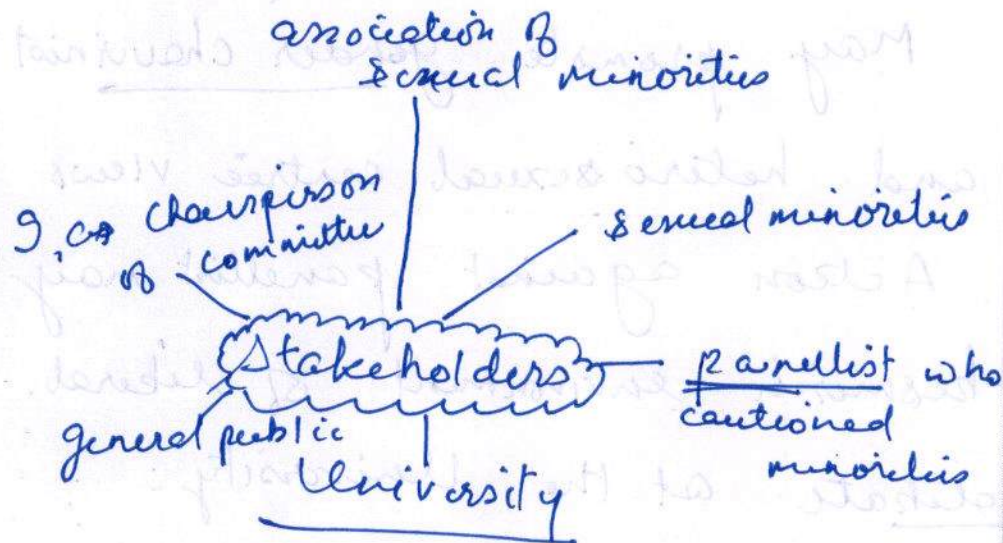 association of
sexual minorities
I, as Chairperson
of committee
sexual minorities
Stakeholders
panellist who
cautioned
minorities
general public
University